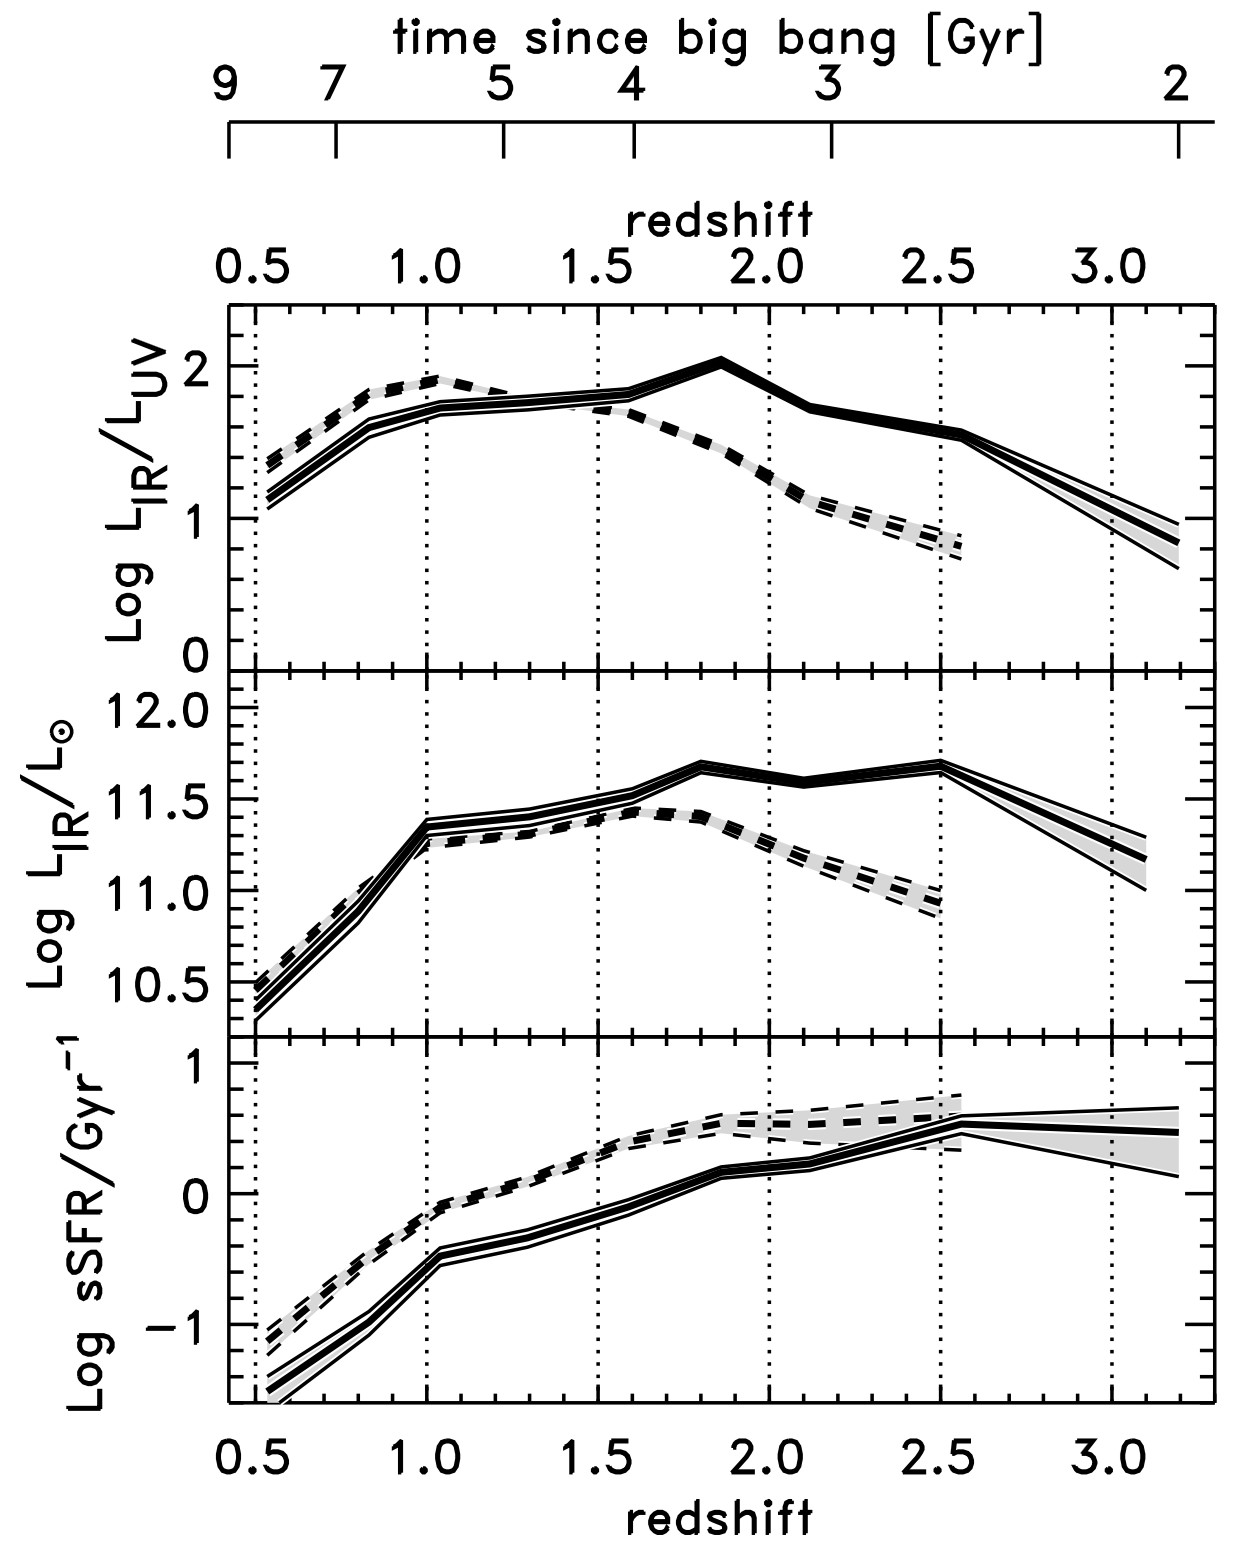 time since big bang [Gyr]
9 7 5 4 3 2
redshift
0.5 1.0 1.5 2.0 2.5 3.0
Log L_IR/L_UV
2
1
0
Log L_IR/L_⊙
12.0
11.5
11.0
10.5
Log sSFR/Gyr⁻¹
1
0
−1
0.5 1.0 1.5 2.0 2.5 3.0
redshift